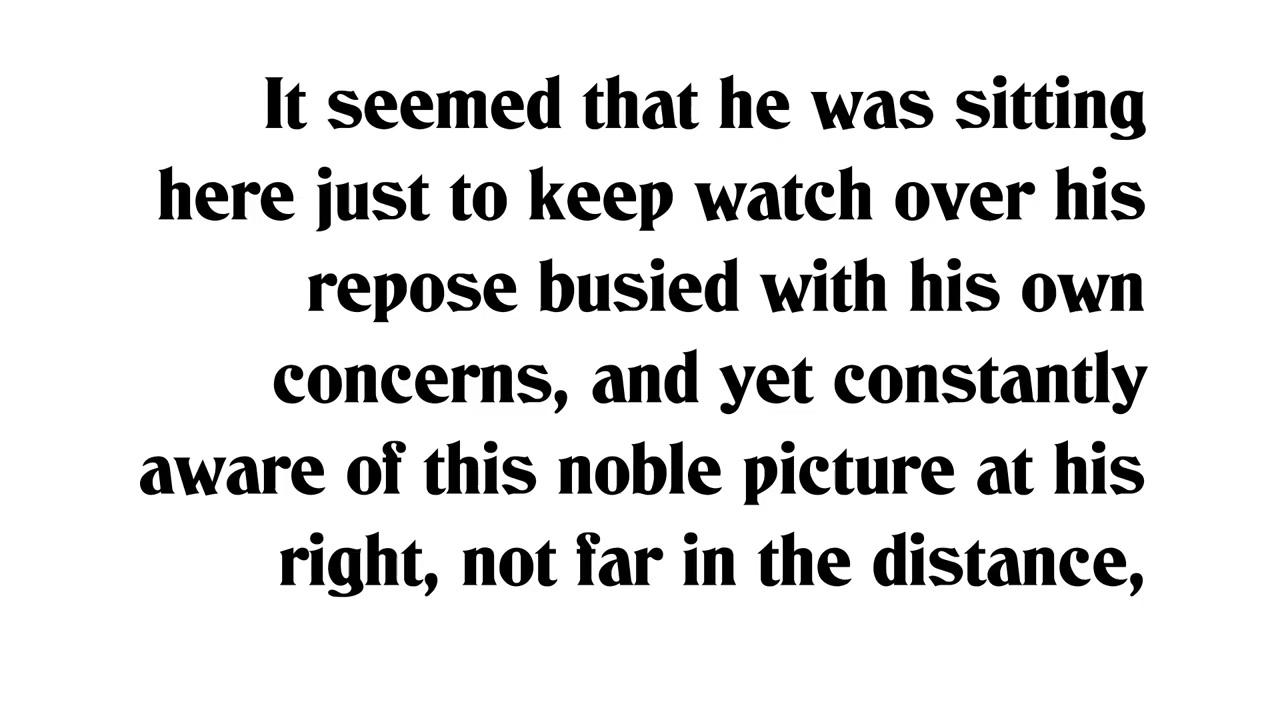 It seemed that he was sitting
here just to keep watch over his
repose busied with his own
concerns, and yet constantly
aware of this noble picture at his
right, not far in the distance,